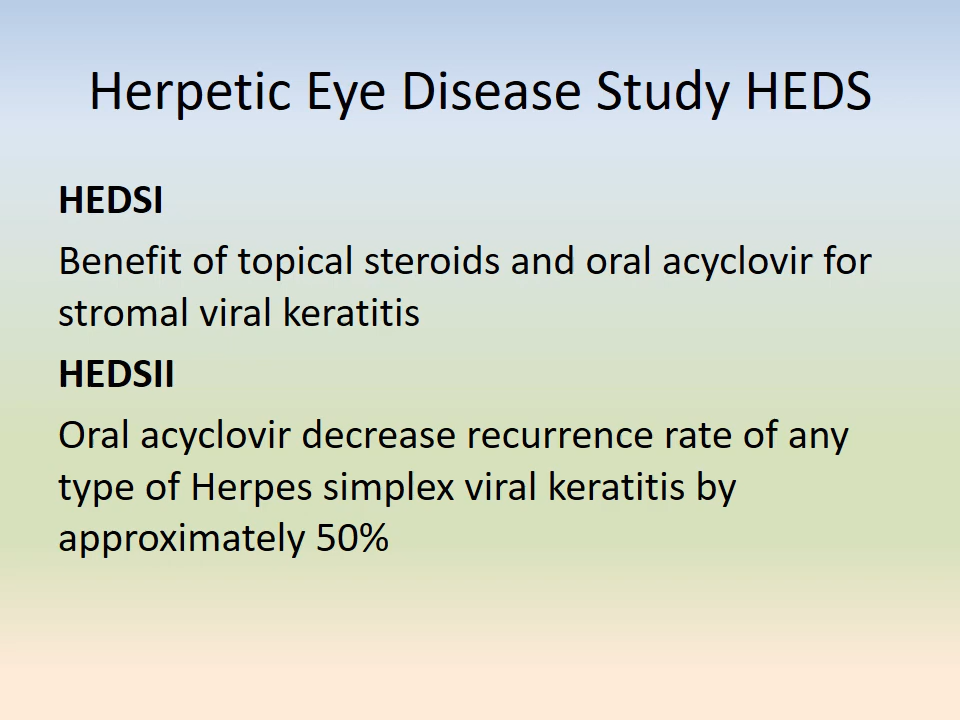 Herpetic Eye Disease Study HEDS
HEDSI
Benefit of topical steroids and oral acyclovir for
stromal viral keratitis
HEDSII
Oral acyclovir decrease recurrence rate of any
type of Herpes simplex viral keratitis by
approximately 50%